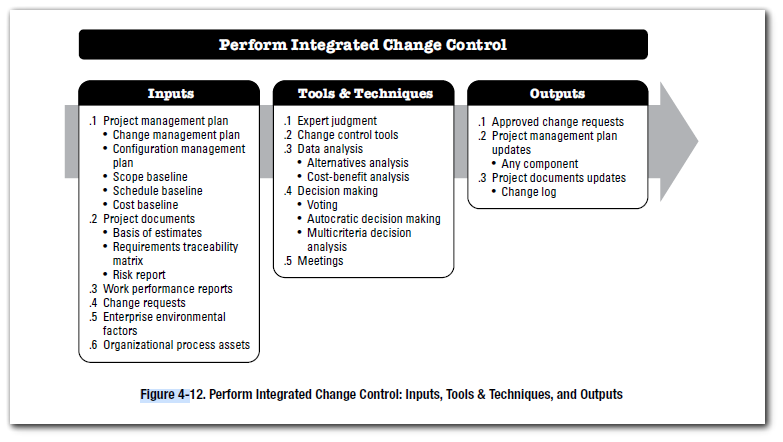 Perform Integrated Change Control
Inputs
.1 Project management plan
• Change management plan
• Configuration management
plan
• Scope baseline
• Schedule baseline
• Cost baseline
.2 Project documents
• Basis of estimates
• Requirements traceability
matrix
• Risk report
.3 Work performance reports
.4 Change requests
.5 Enterprise environmental
factors
.6 Organizational process assets
Tools & Techniques
.1 Expert judgment
.2 Change control tools
.3 Data analysis
• Alternatives analysis
• Cost-benefit analysis
.4 Decision making
• Voting
• Autocratic decision making
• Multicriteria decision
analysis
.5 Meetings
Outputs
.1 Approved change requests
.2 Project management plan
updates
• Any component
.3 Project documents updates
• Change log
Figure 4-12. Perform Integrated Change Control: Inputs, Tools & Techniques, and Outputs